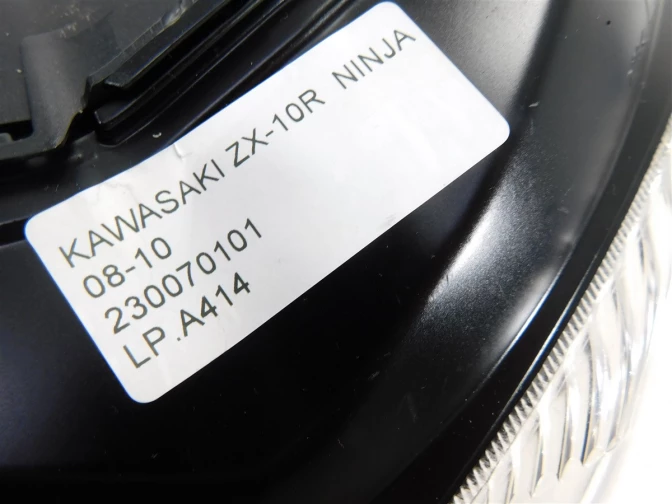 KAWASAKI ZX-10R NINJA
08-10
230070101
LP.A414